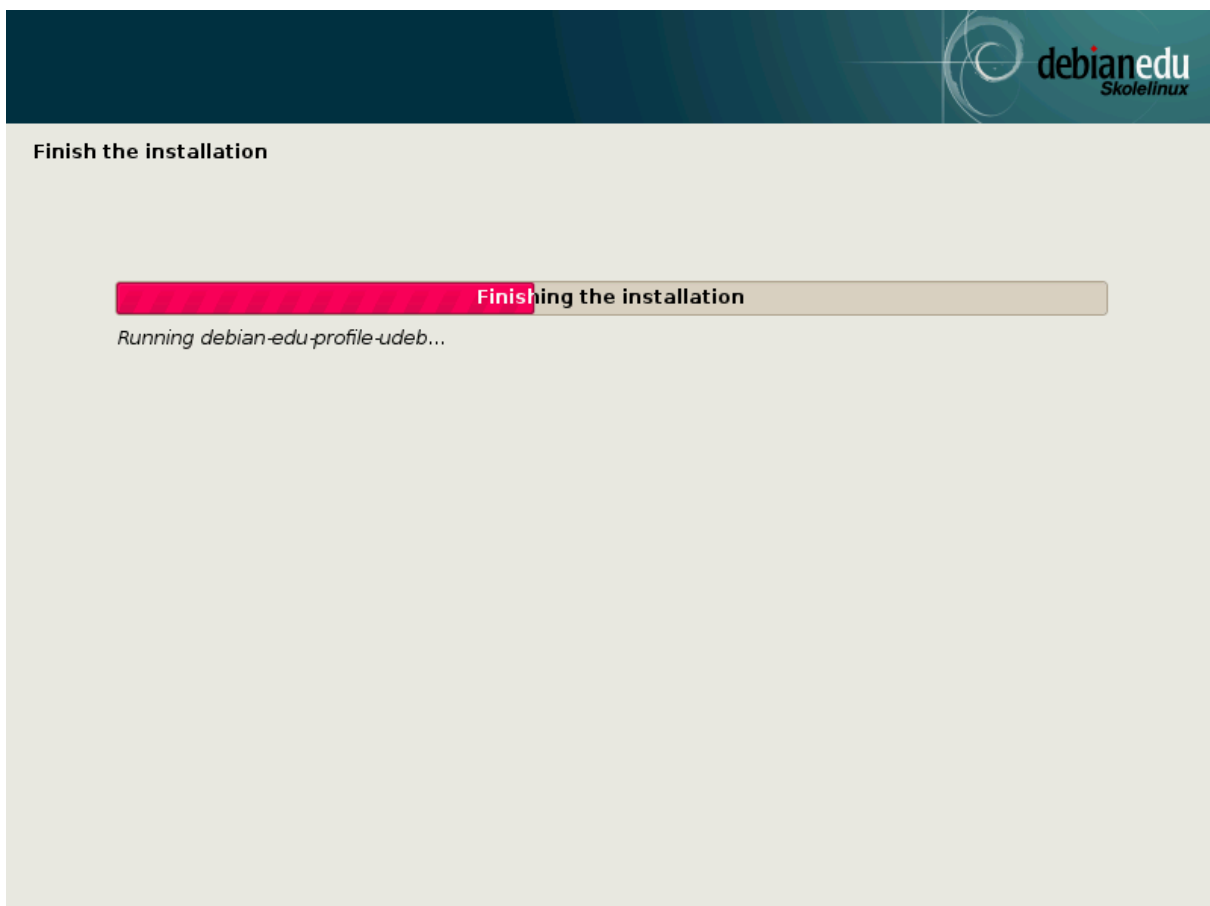 debianedu
Skolelinux
Finish the installation
Finishing the installation
Running debian-edu-profile-udeb...